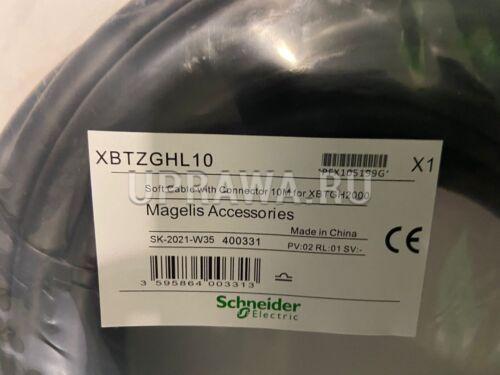 XBTZGHL10
X1
Soft Cable with Connector 10M for XBTGH2000
Magelis Accessories
Made in China
SK-2021-W35 400331
PV:02 RL:01 SV:-
CE
3 595864 003313
Schneider
Electric
UPRAWA.RU